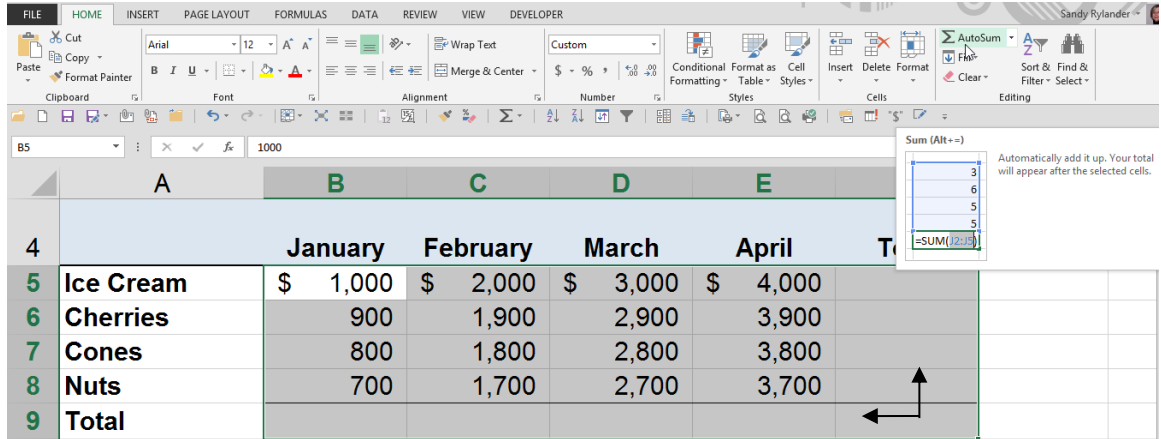 FILE HOME INSERT PAGE LAYOUT FORMULAS DATA REVIEW VIEW DEVELOPER Sandy Rylander
Cut
Copy
Format Painter
Paste
Clipboard
Arial 12 A A
B I U A
Font
Wrap Text
Merge & Center
Alignment
Custom
$ % , .00
Number
Conditional Formatting
Format as Table
Cell Styles
Styles
Insert Delete Format
Cells
AutoSum
Clear
Sort & Filter
Find & Select
Editing
B5 fx 1000
Sum (Alt+=)
Automatically add it up. Your total
will appear after the selected cells.
3
6
5
5
=SUM(J2:J5)
A B C D E
4 January February March April
5 Ice Cream $ 1,000 $ 2,000 $ 3,000 $ 4,000
6 Cherries 900 1,900 2,900 3,900
7 Cones 800 1,800 2,800 3,800
8 Nuts 700 1,700 2,700 3,700
9 Total